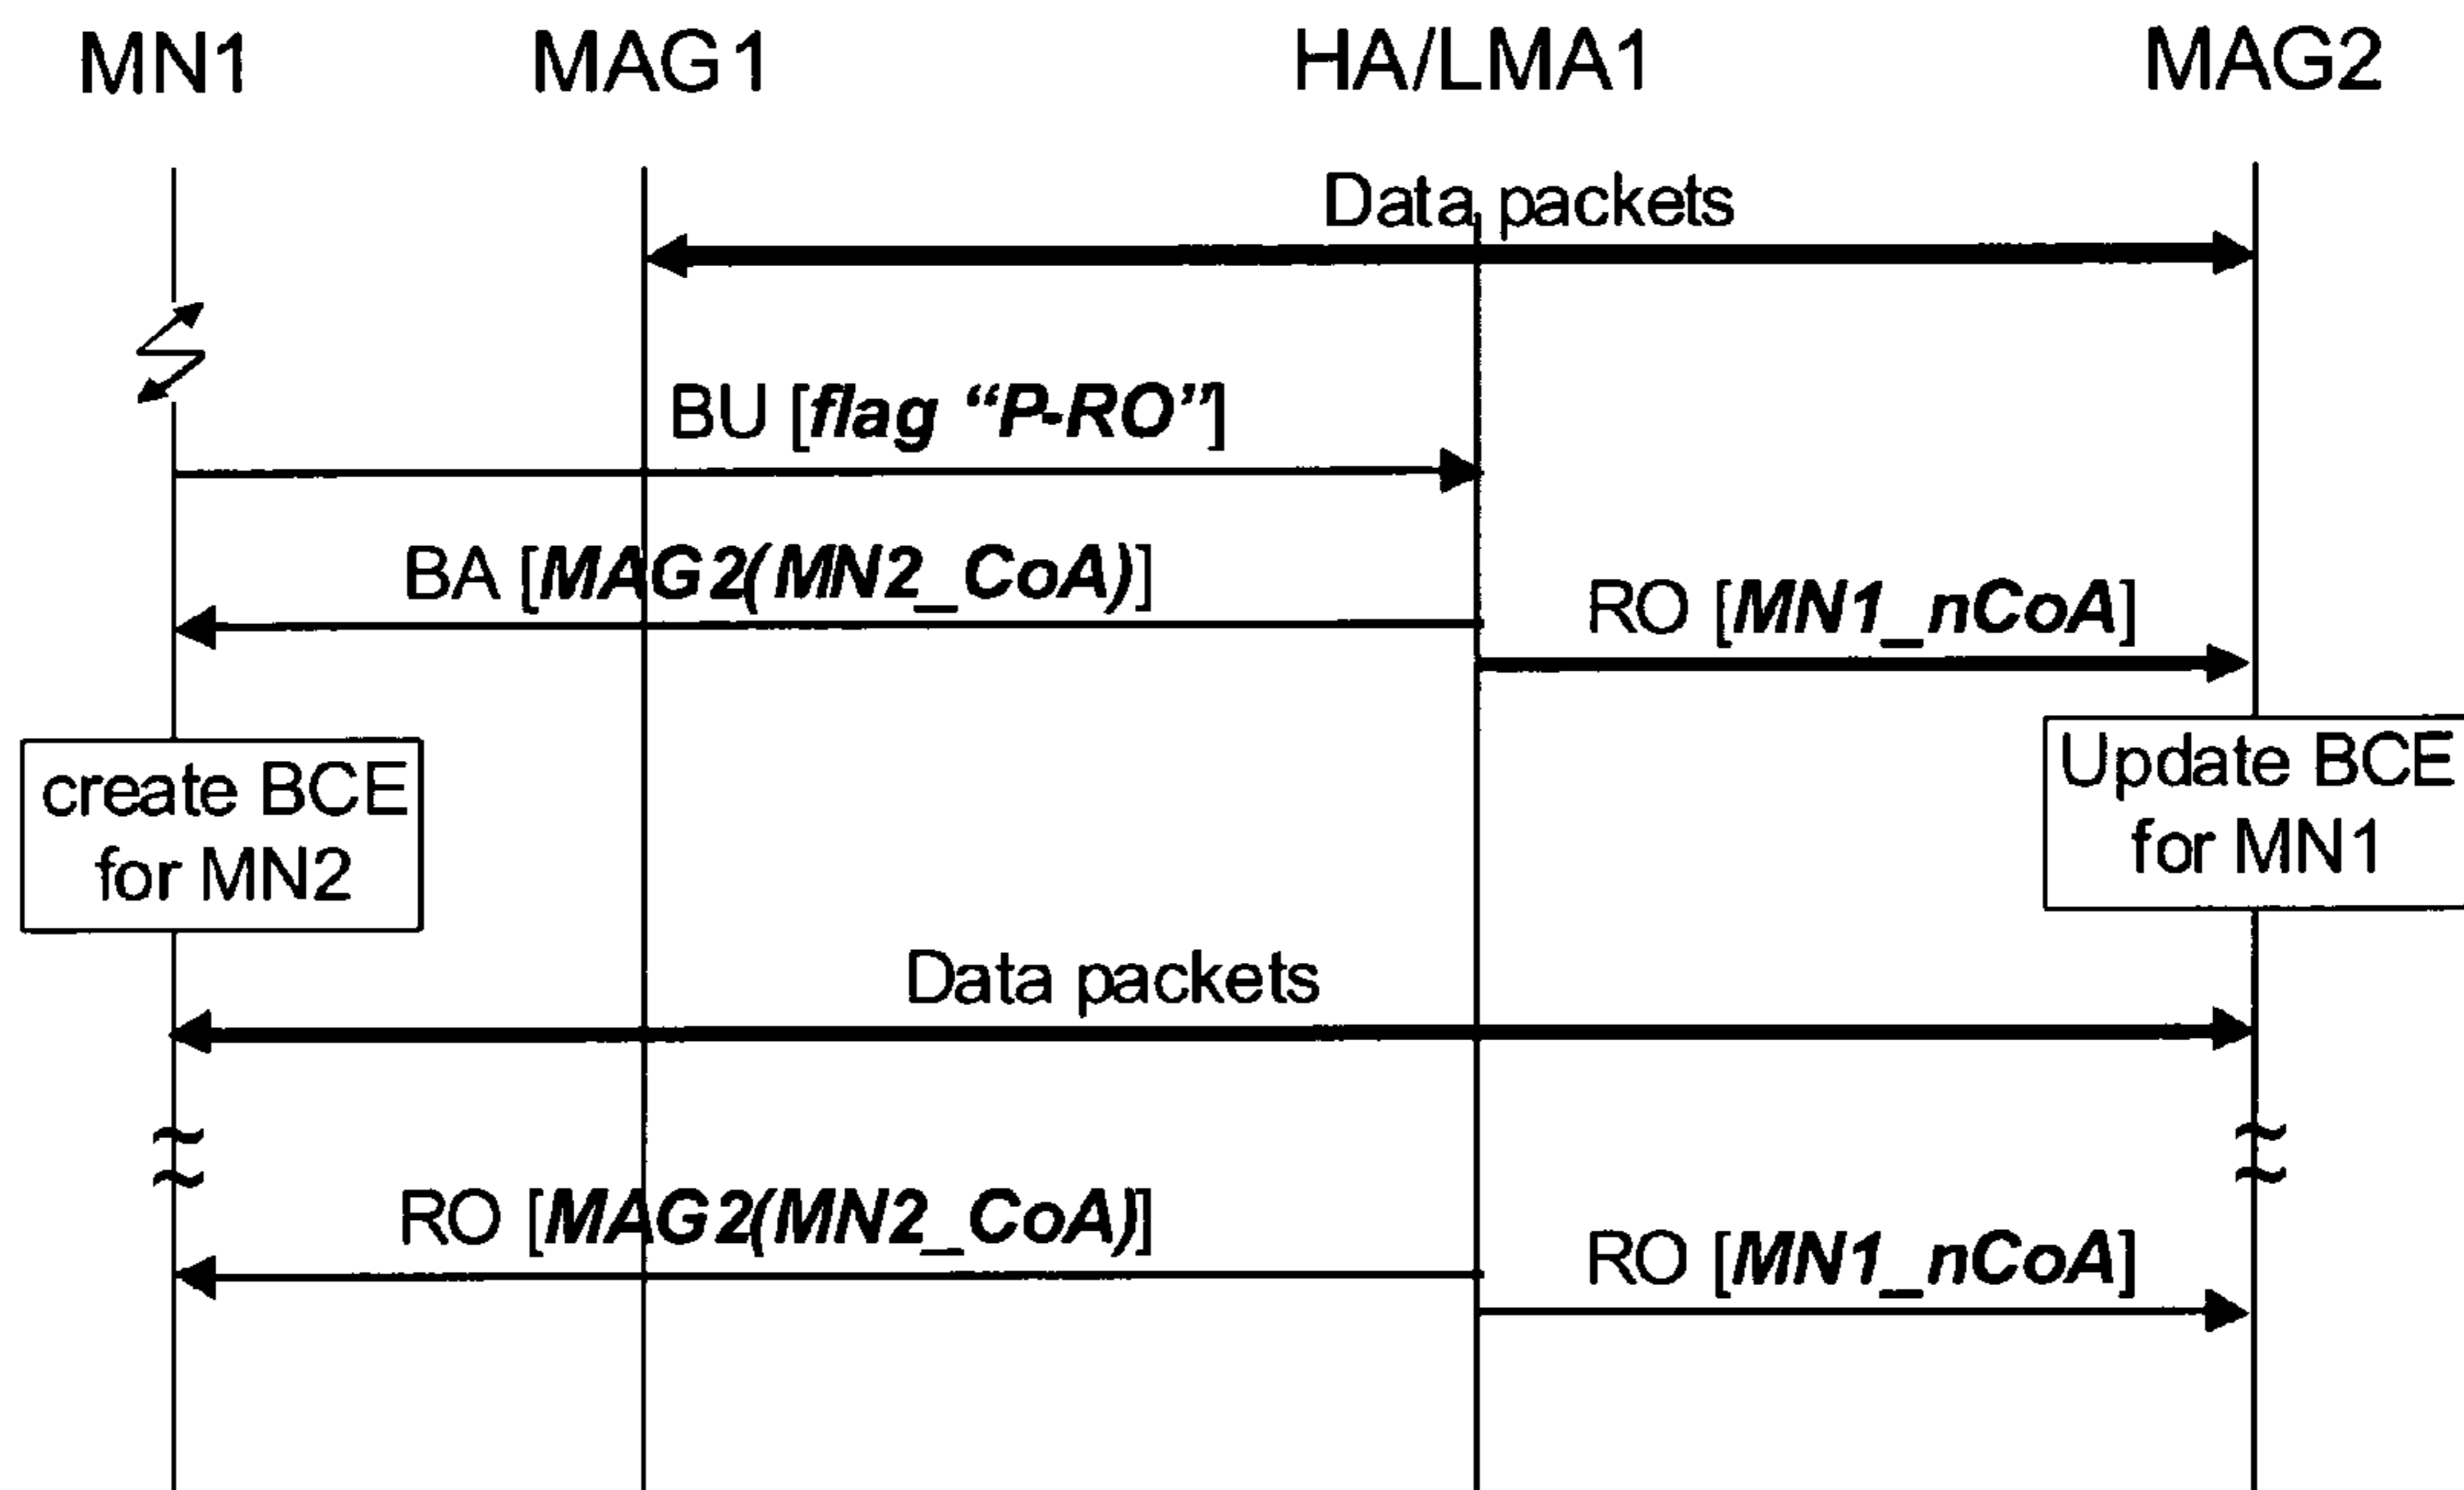 MN1 MAG1 HA/LMA1 MAG2
Data packets
BU [flag “P-RO”]
BA [MAG2(MN2_CoA)]
RO [MN1_nCoA]
create BCE
for MN2
Update BCE
for MN1
Data packets
RO [MAG2(MN2_CoA)]
RO [MN1_nCoA]